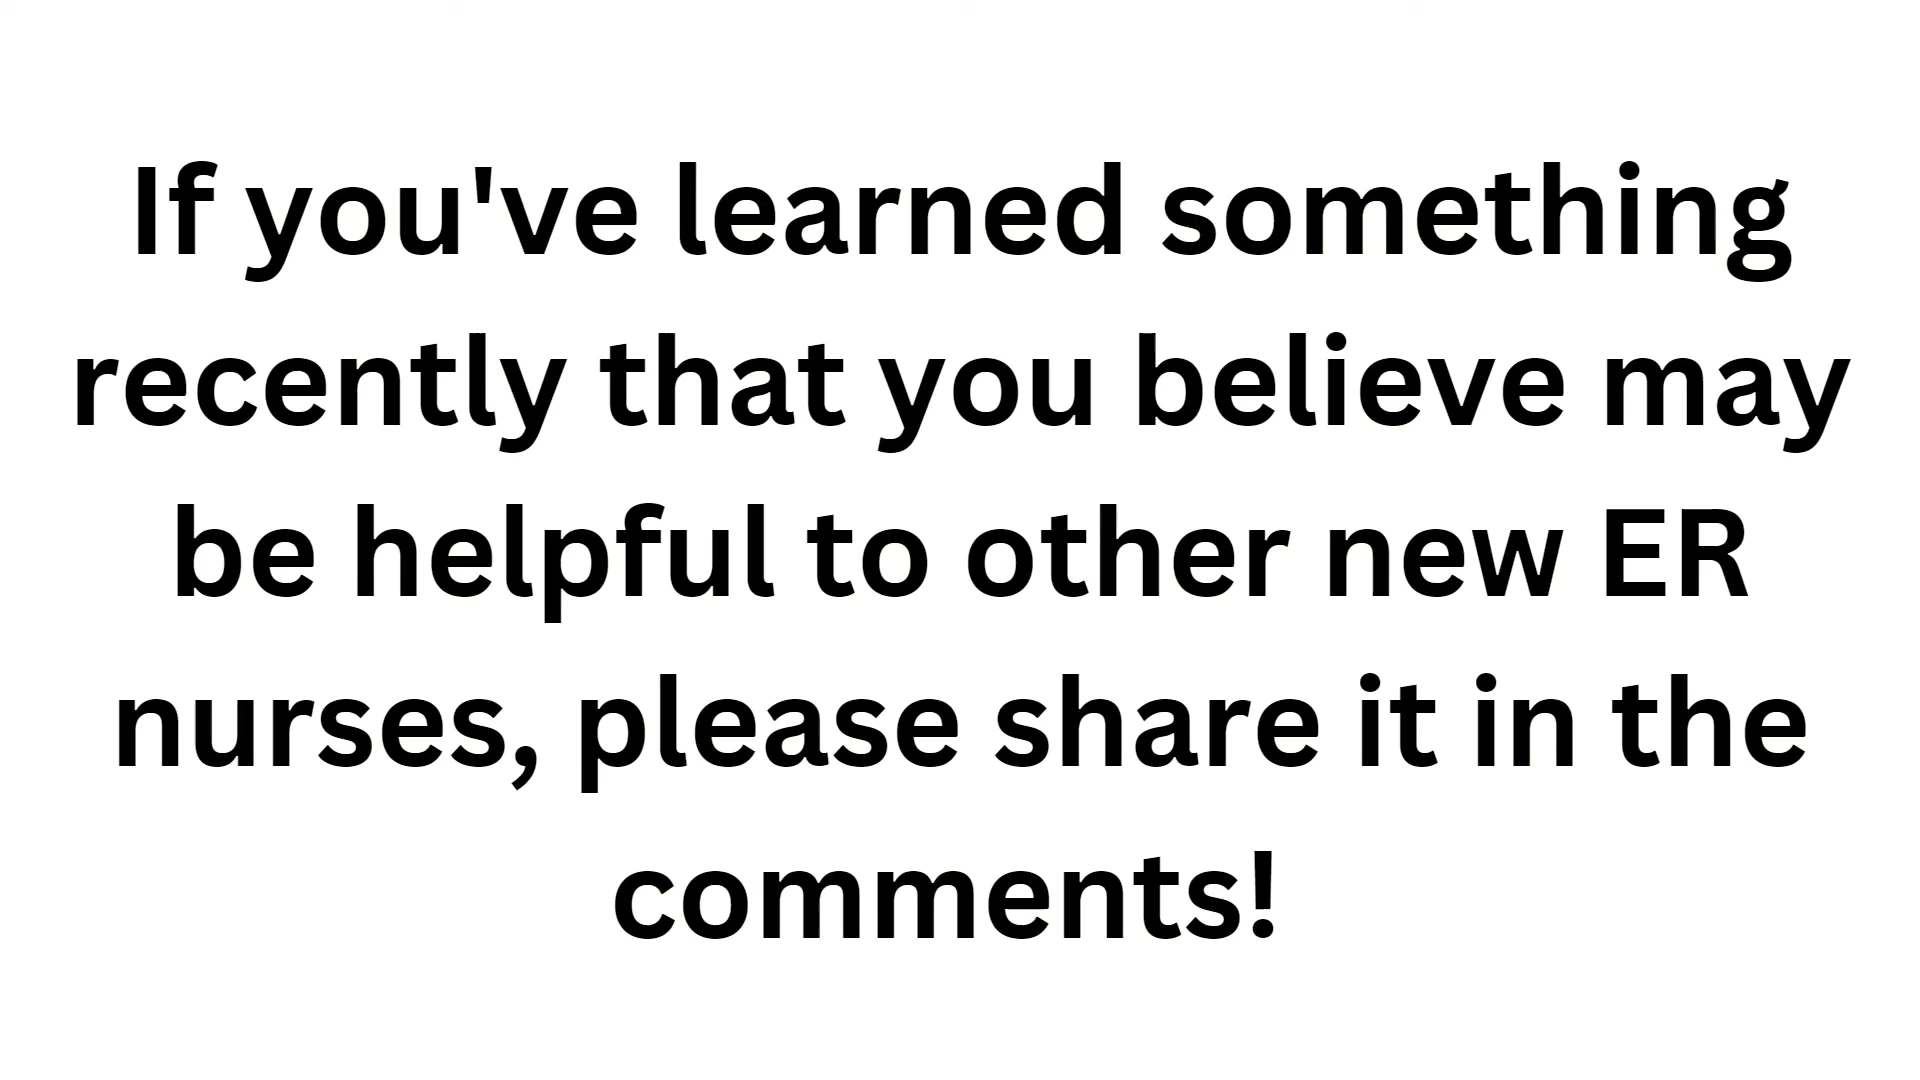 If you've learned something
recently that you believe may
be helpful to other new ER
nurses, please share it in the
comments!